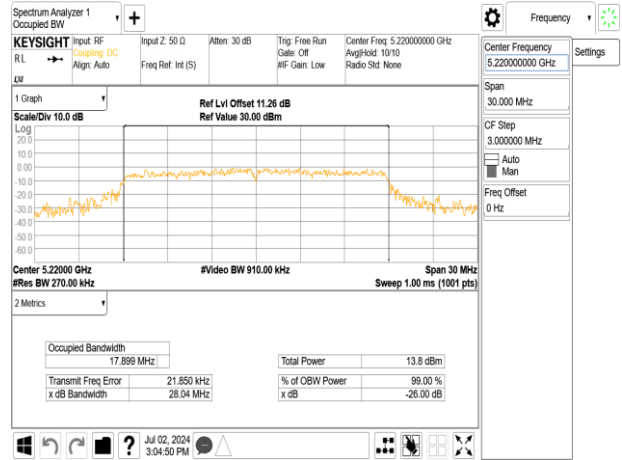 Spectrum Analyzer 1
Occupied BW
▼
+
Frequency ▼
KEYSIGHT
RL
LXI
Input: RF
Coupling: DC
Align: Auto
Input Z: 50 Ω
Freq Ref: Int (S)
Atten: 30 dB
Trig: Free Run
Gate: Off
#IF Gain: Low
Center Freq: 5.220000000 GHz
Avg|Hold: 10/10
Radio Std: None
Center Frequency
5.220000000 GHz
Settings
Span
30.000 MHz
CF Step
3.000000 MHz
Auto
Man
Freq Offset
0 Hz
1 Graph ▼
Scale/Div 10.0 dB
Ref Lvl Offset 11.26 dB
Ref Value 30.00 dBm
Log
20.0
10.0
0.00
-10.0
-20.0
-30.0
-40.0
-50.0
-60.0
Center 5.22000 GHz
#Res BW 270.00 kHz
#Video BW 910.00 kHz
Span 30 MHz
Sweep 1.00 ms (1001 pts)
2 Metrics ▼
Occupied Bandwidth
17.899 MHz
Transmit Freq Error 21.850 kHz
x dB Bandwidth 28.04 MHz
Total Power 13.8 dBm
% of OBW Power 99.00 %
x dB -26.00 dB
?
Jul 02, 2024
3:04:50 PM